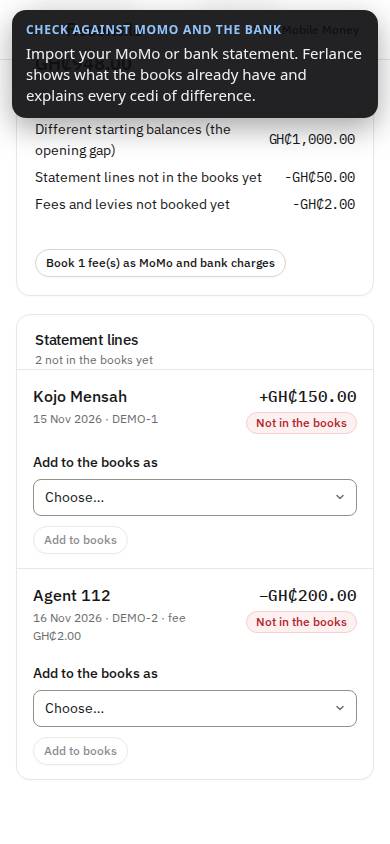 CHECK AGAINST MOMO AND THE BANK
Mobile Money
Import your MoMo or bank statement. Ferlance
shows what the books already have and
explains every cedi of difference.
GH₵948.00
Different starting balances (the
opening gap)
GH₵1,000.00
Statement lines not in the books yet
-GH₵50.00
Fees and levies not booked yet
-GH₵2.00
Book 1 fee(s) as MoMo and bank charges
Statement lines
2 not in the books yet
Kojo Mensah
+GH₵150.00
15 Nov 2026 · DEMO-1
Not in the books
Add to the books as
Choose...
Add to books
Agent 112
−GH₵200.00
16 Nov 2026 · DEMO-2 · fee
GH₵2.00
Not in the books
Add to the books as
Choose...
Add to books